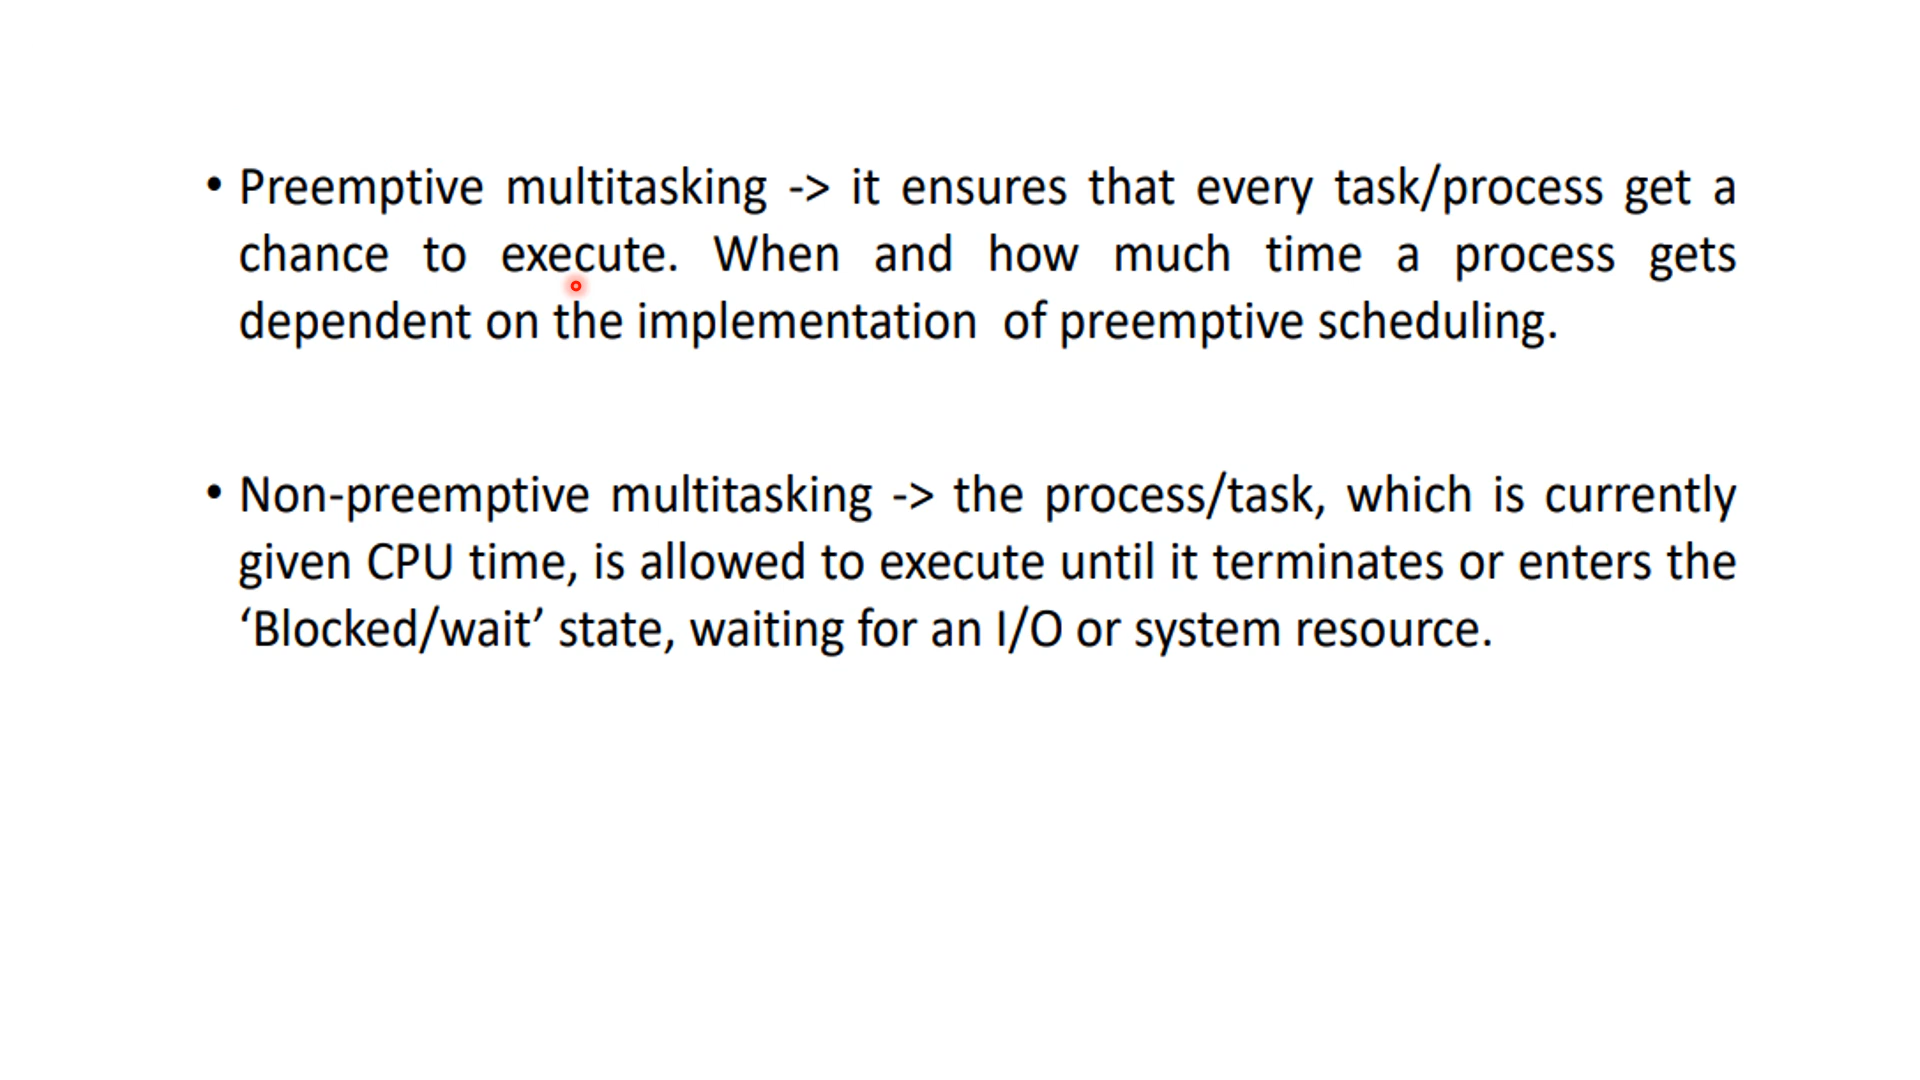 • Preemptive multitasking -> it ensures that every task/process get a
chance to execute. When and how much time a process gets
dependent on the implementation  of preemptive scheduling.
• Non-preemptive multitasking -> the process/task, which is currently
given CPU time, is allowed to execute until it terminates or enters the
‘Blocked/wait’ state, waiting for an I/O or system resource.